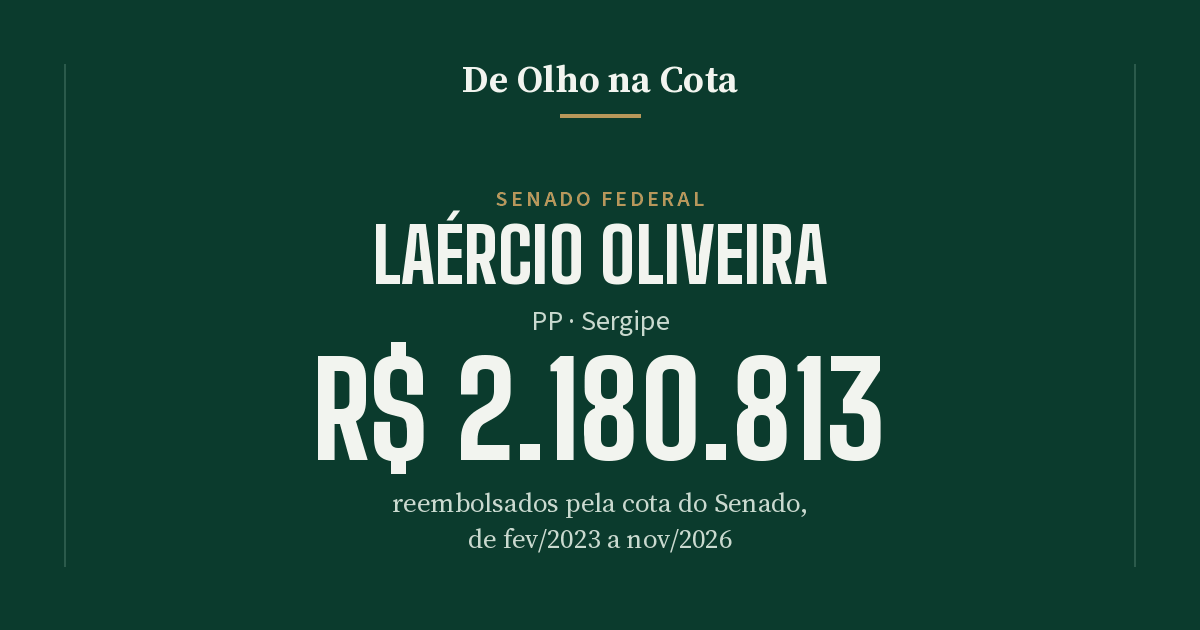 De Olho na Cota
SENADO FEDERAL
LAÉRCIO OLIVEIRA
PP · Sergipe
R$ 2.180.813
reembolsados pela cota do Senado,
de fev/2023 a nov/2026